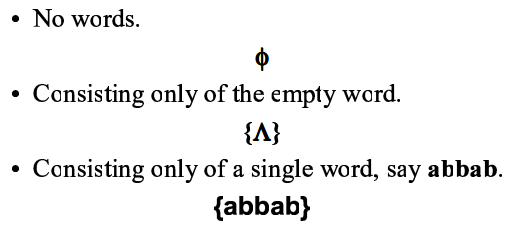 • No words.
ϕ
• Consisting only of the empty word.
{Λ}
• Consisting only of a single word, say abbab.
{abbab}